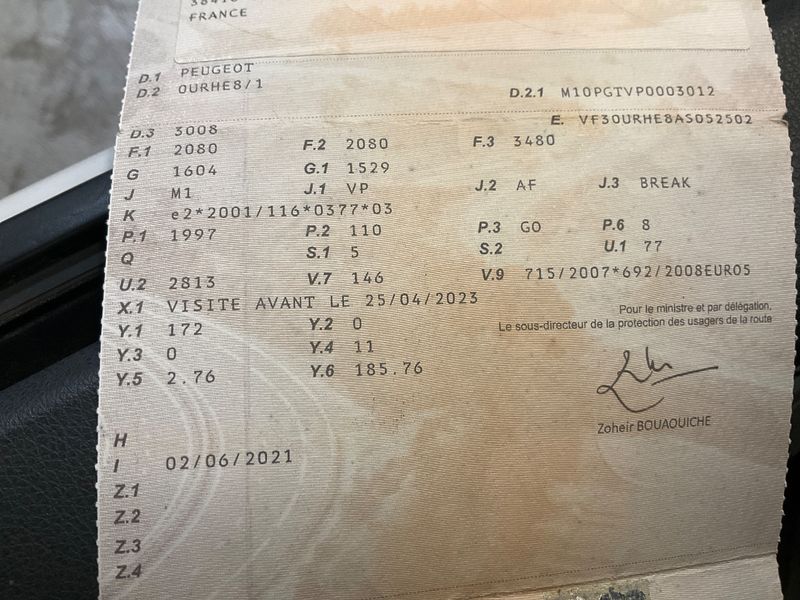 FRANCE
D.1 PEUGEOT
D.2 0URHE8/1 D.2.1 M10PGTVP0003012
D.3 3008 E. VF30URHE8AS052502
F.1 2080 F.2 2080 F.3 3480
G 1604 G.1 1529
J M1 J.1 VP J.2 AF J.3 BREAK
K e2*2001/116*0377*03
P.1 1997 P.2 110 P.3 GO P.6 8
Q S.1 5 S.2 U.1 77
U.2 2813 V.7 146 V.9 715/2007*692/2008EURO5
X.1 VISITE AVANT LE 25/04/2023
Pour le ministre et par délégation,
Y.1 172 Y.2 0 Le sous-directeur de la protection des usagers de la route
Y.3 0 Y.4 11
Y.5 2.76 Y.6 185.76
Zoheir BOUAOUICHE
H
I 02/06/2021
Z.1
Z.2
Z.3
Z.4